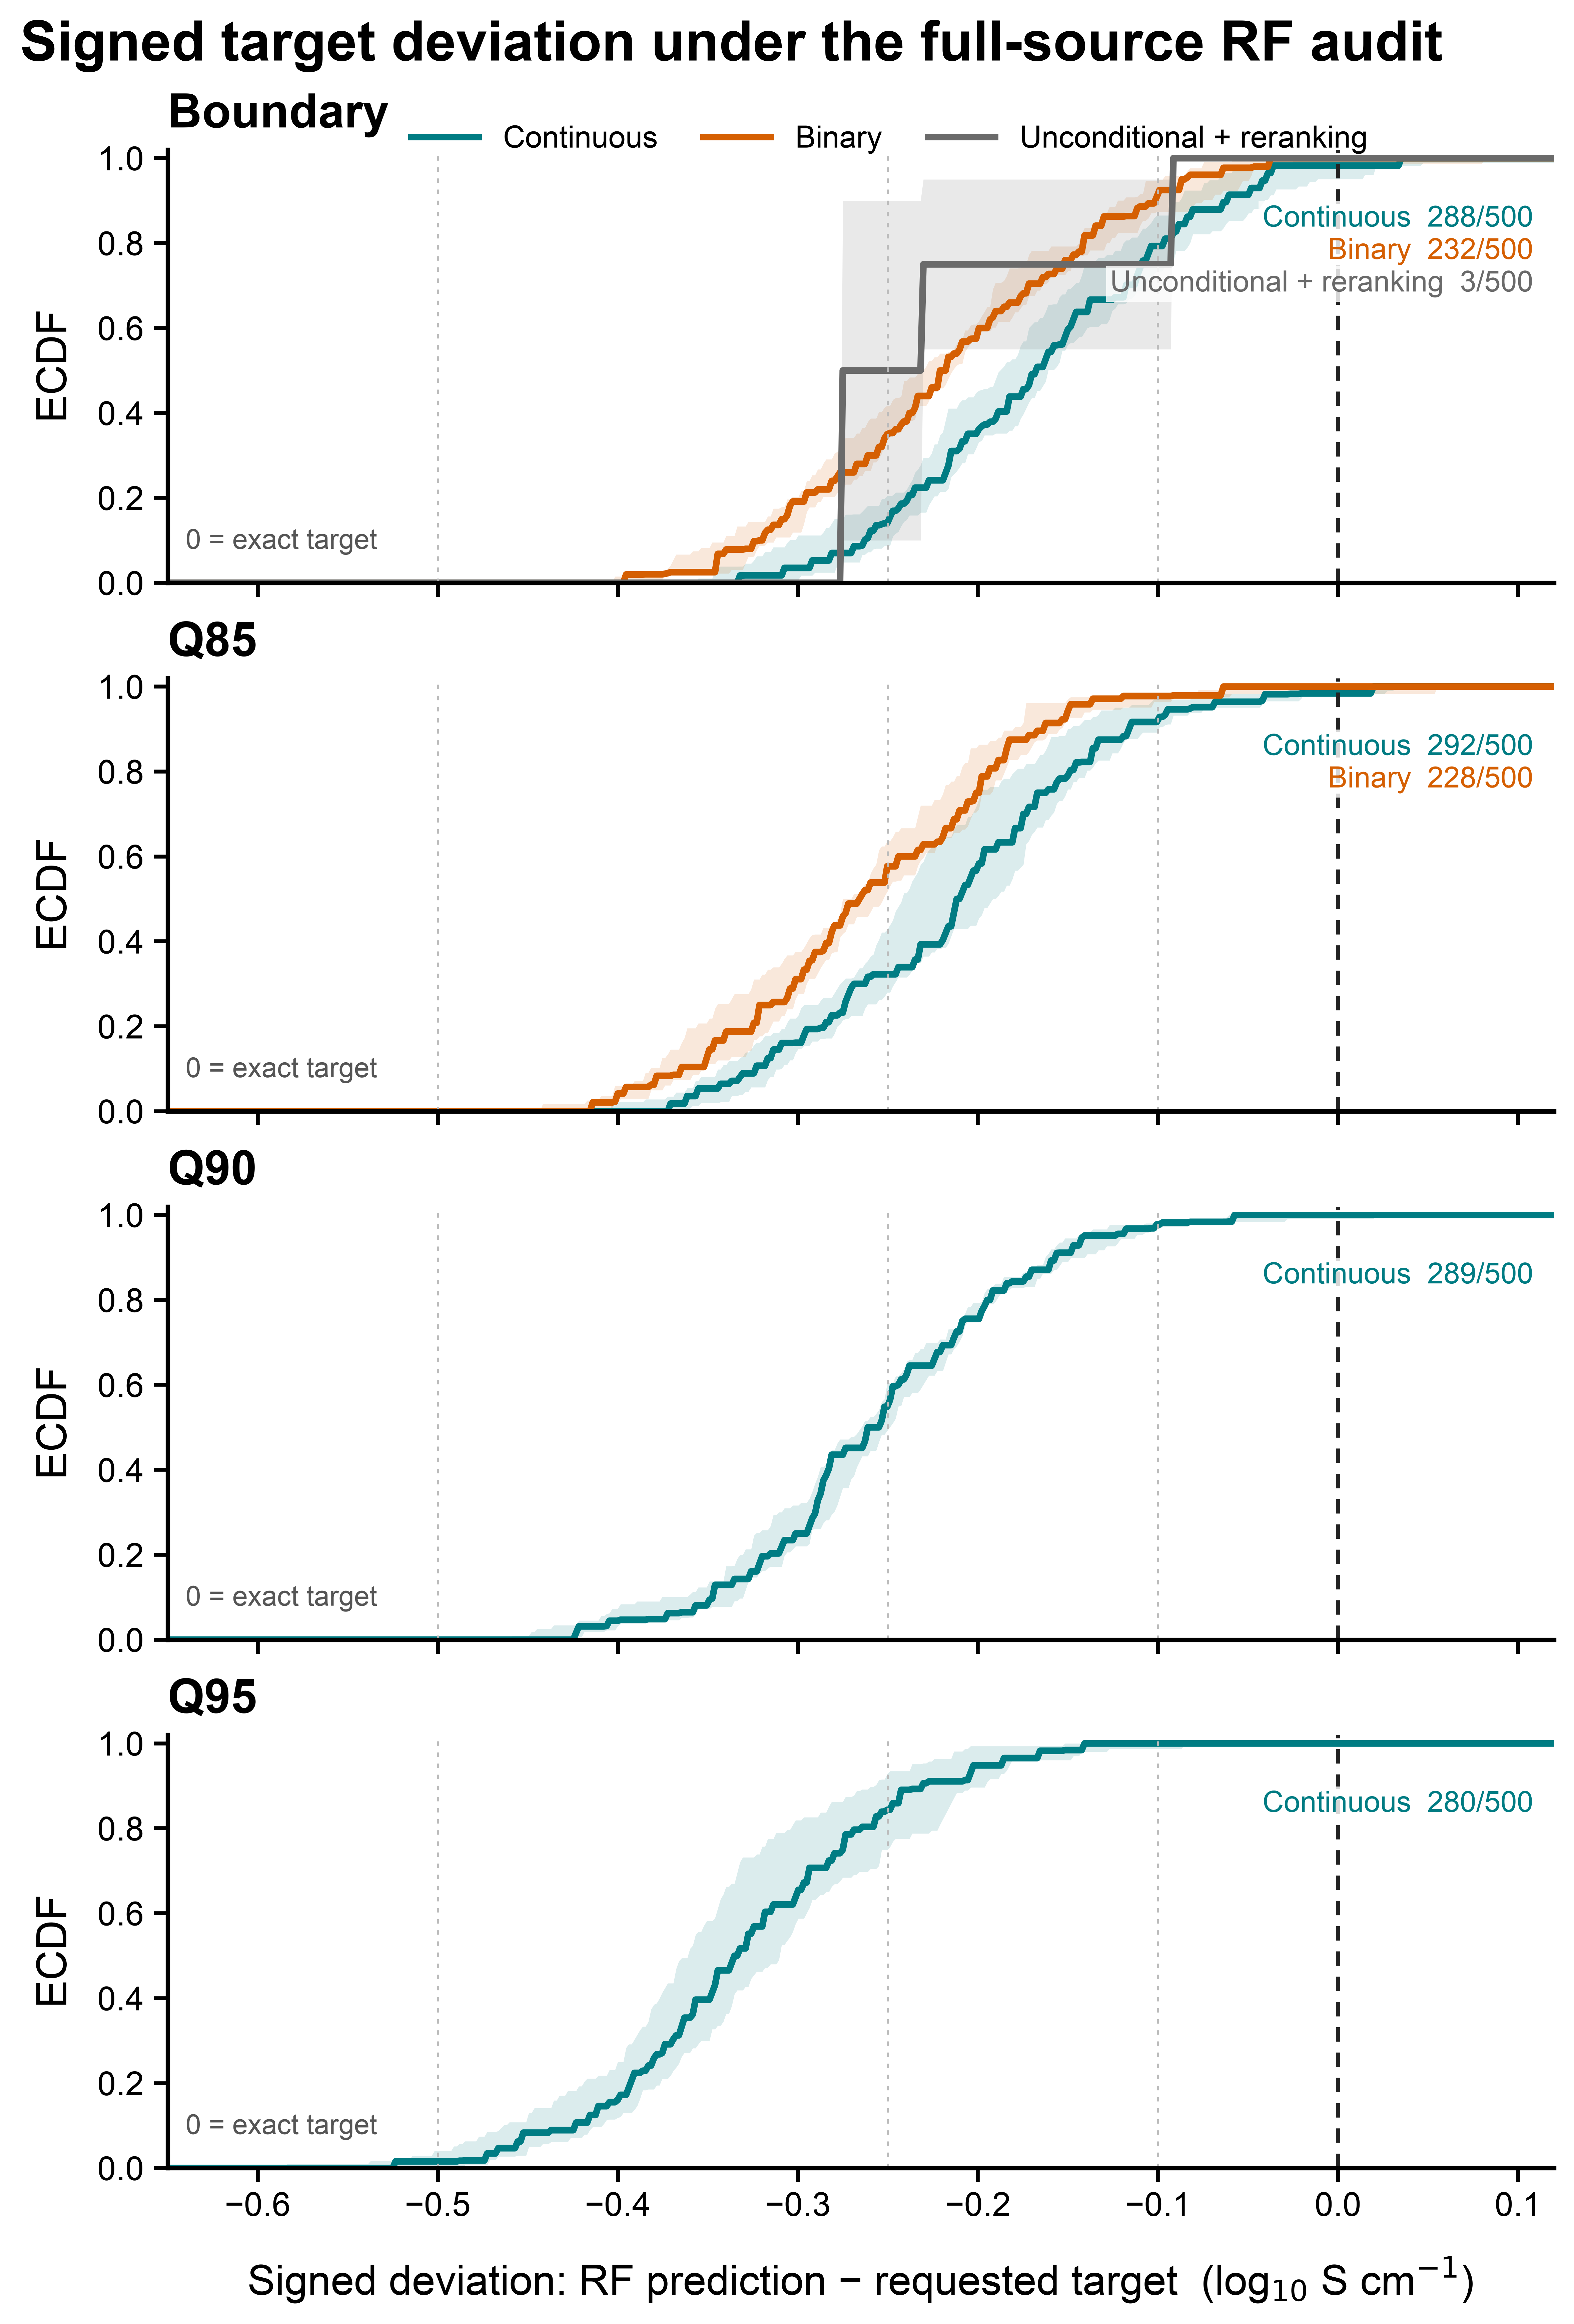 Signed target deviation under the full-source RF audit
Boundary
Continuous Binary Unconditional + reranking
1.0
0.8
0.6
0.4
0.2
0.0
ECDF
Continuous 288/500
Binary 232/500
Unconditional + reranking 3/500
0 = exact target
Q85
1.0
0.8
0.6
0.4
0.2
0.0
ECDF
Continuous 292/500
Binary 228/500
0 = exact target
Q90
1.0
0.8
0.6
0.4
0.2
0.0
ECDF
Continuous 289/500
0 = exact target
Q95
1.0
0.8
0.6
0.4
0.2
0.0
ECDF
Continuous 280/500
0 = exact target
−0.6 −0.5 −0.4 −0.3 −0.2 −0.1 0.0 0.1
Signed deviation: RF prediction − requested target (log₁₀ S cm⁻¹)